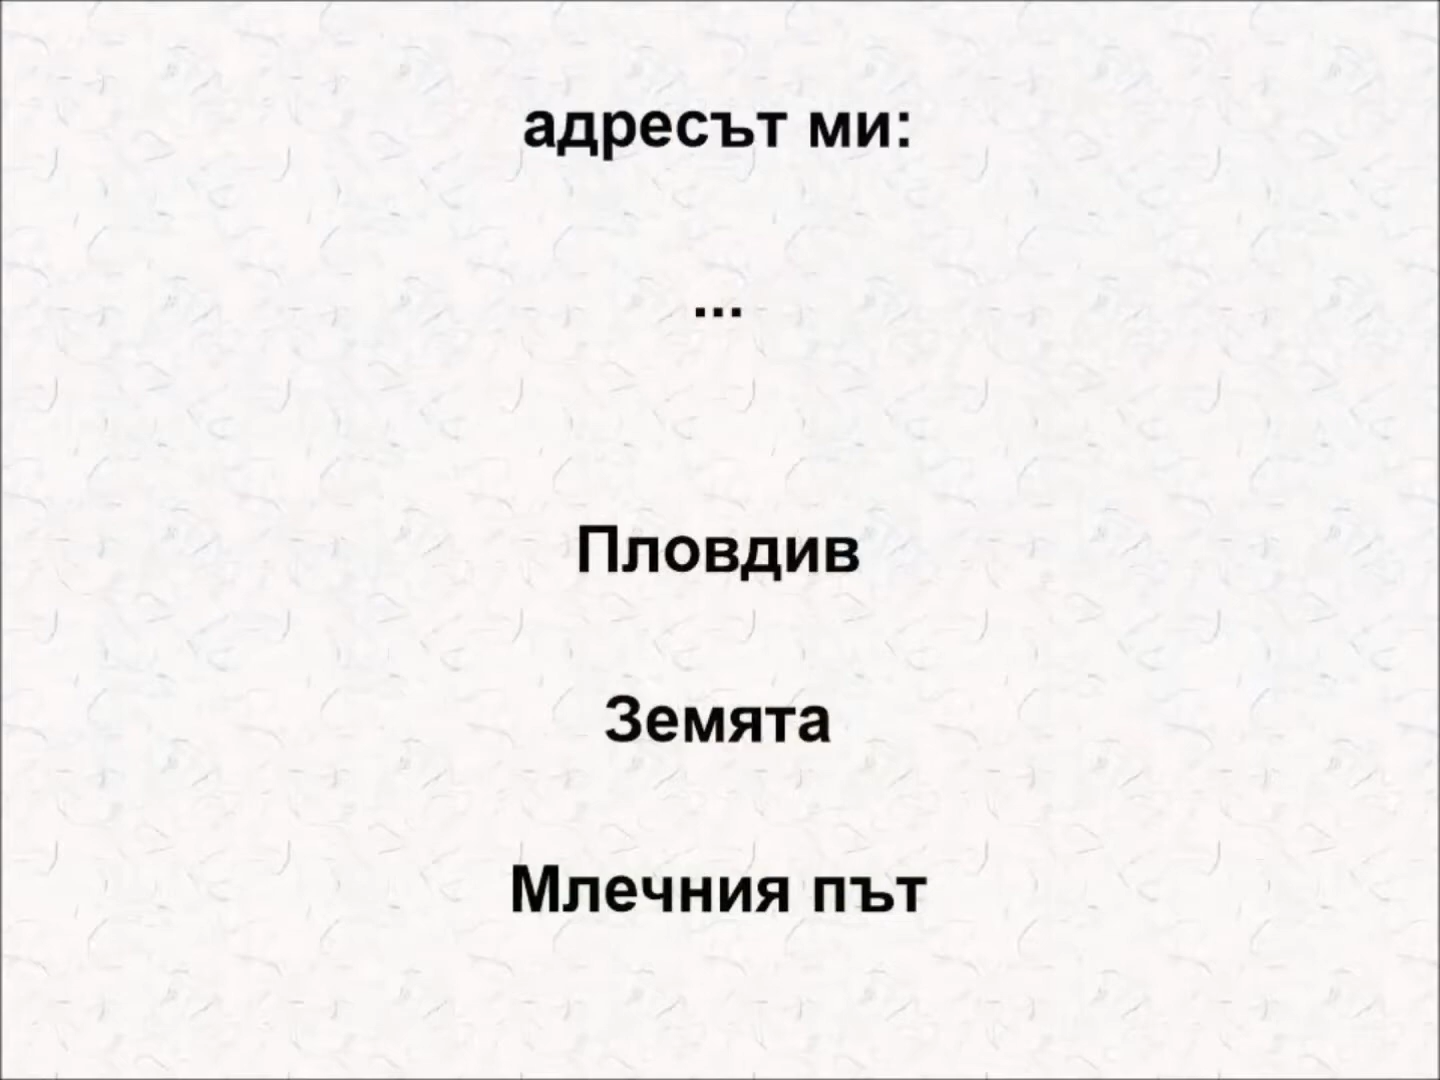 адресът ми:
...
Пловдив
Земята
Млечния път